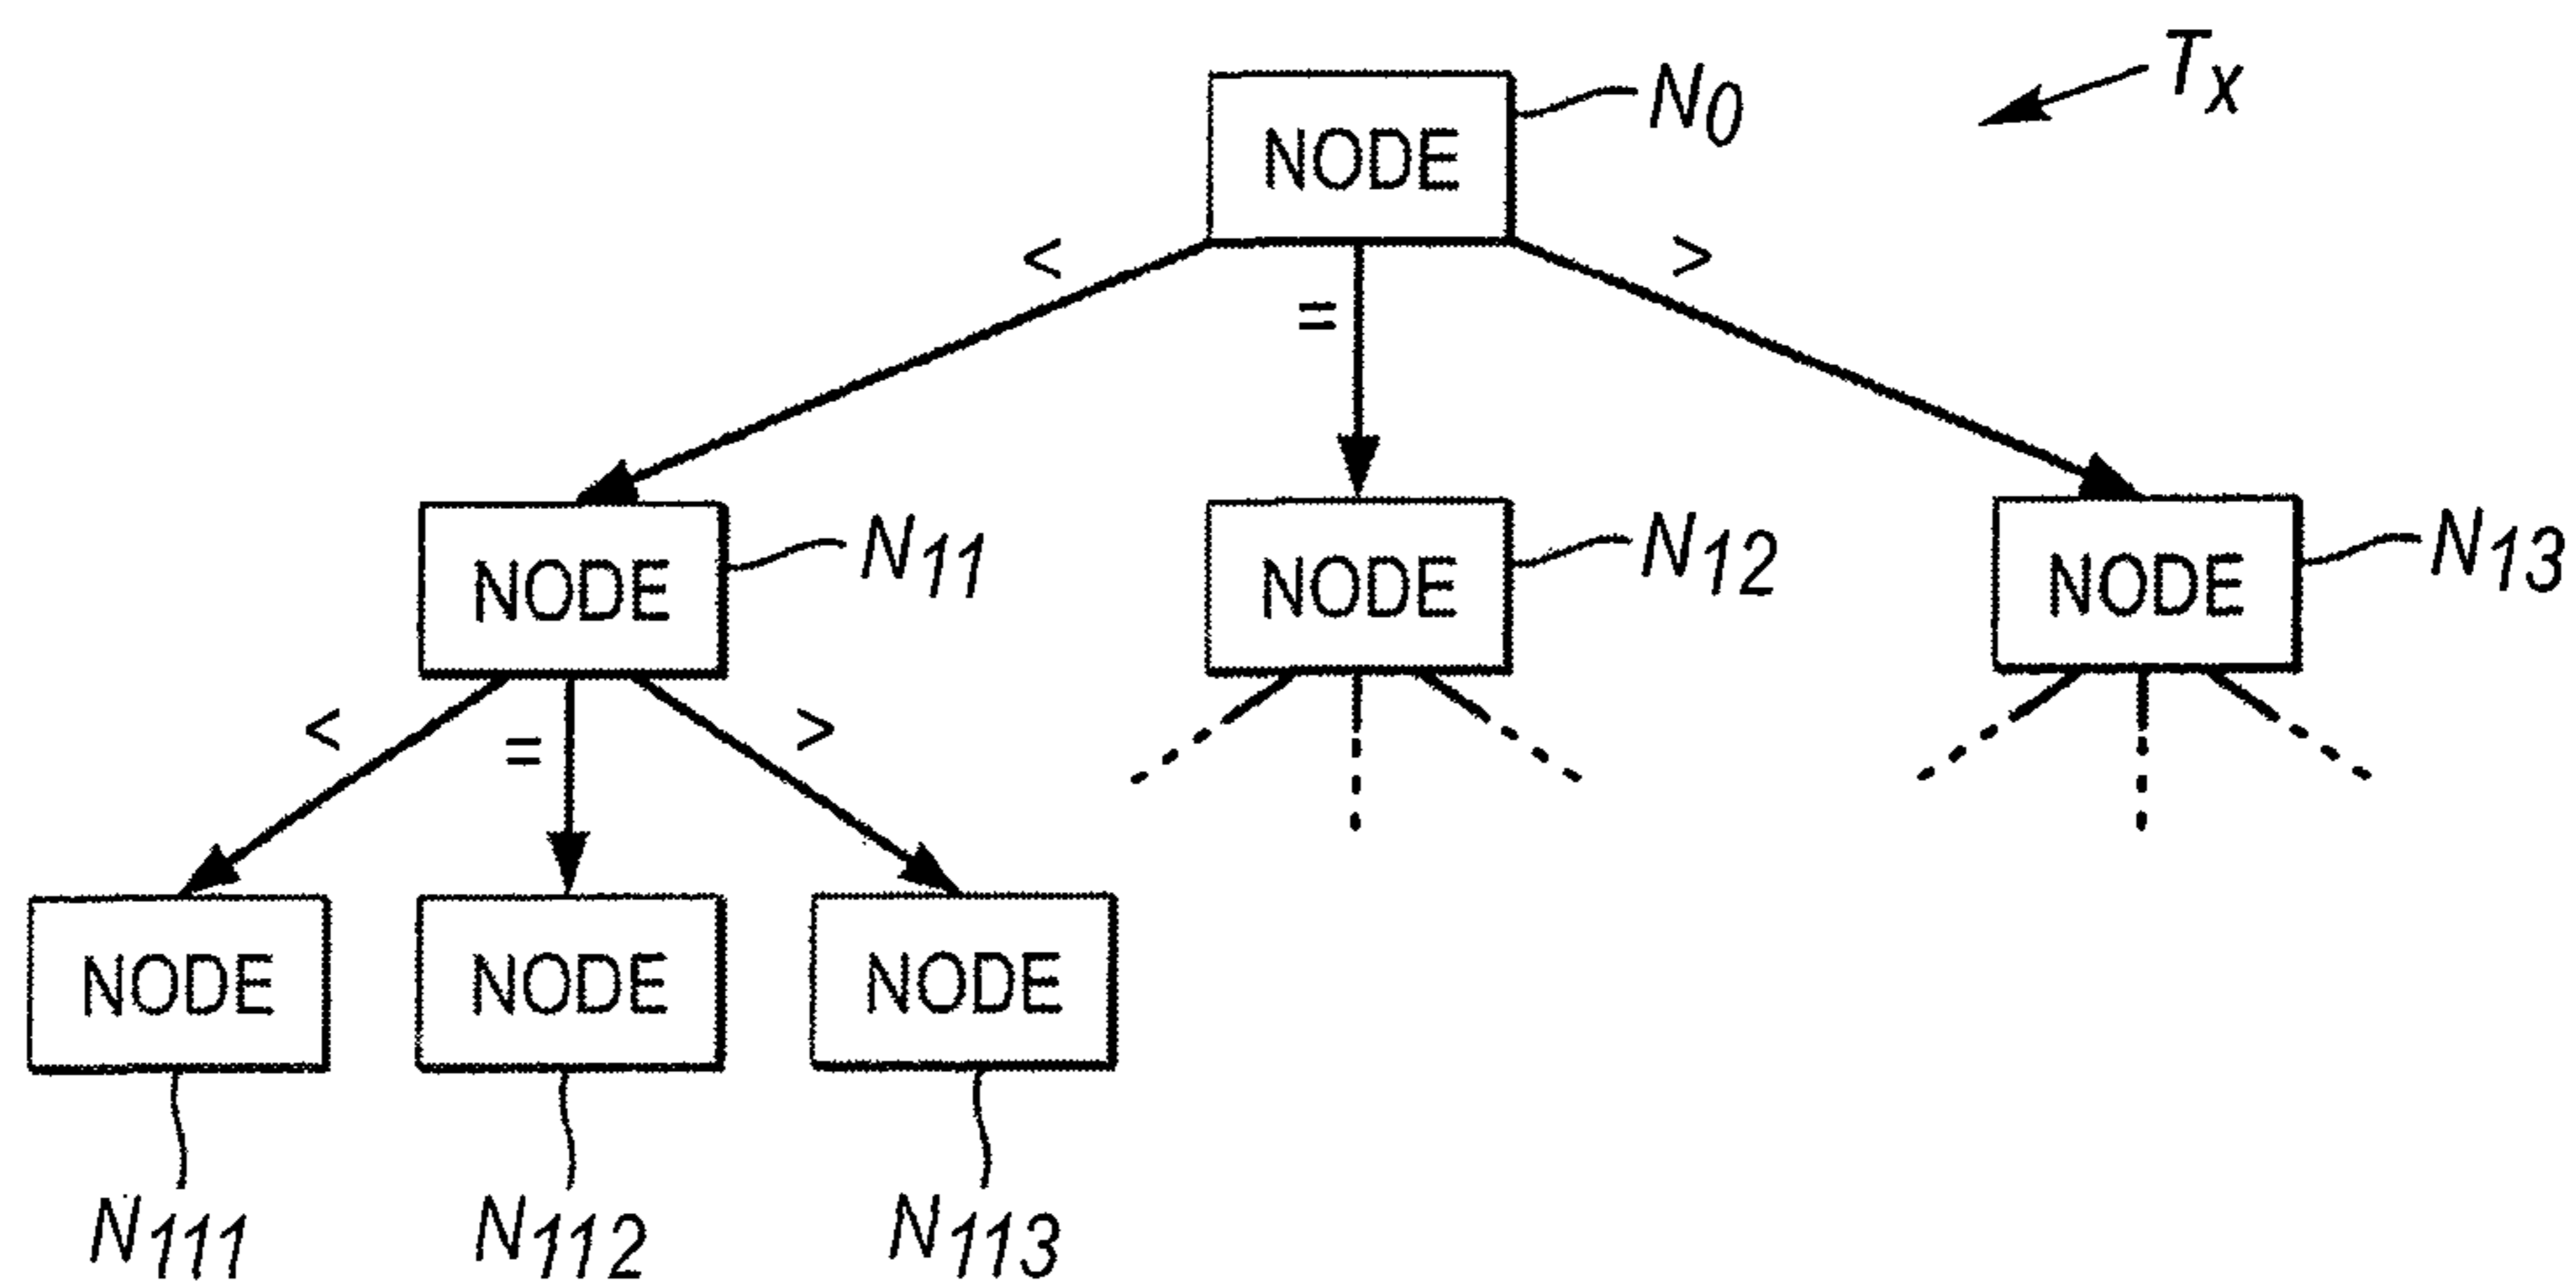 Tx
NODE N0
< = >
NODE N11 NODE N12 NODE N13
< = >
NODE NODE NODE
N111 N112 N113